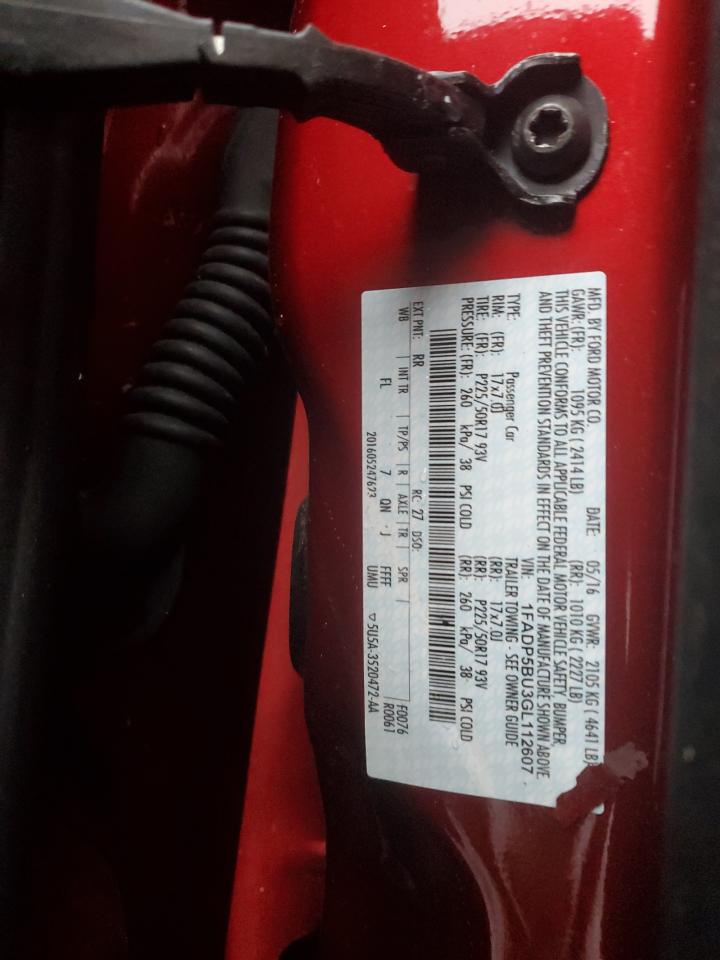 MFD. BY FORD MOTOR CO. DATE: 05/16 GVWR: 2105 KG ( 4641 LB)
GAWR: (FR): 1095 KG ( 2414 LB) (RR): 1010 KG ( 2227 LB)
THIS VEHICLE CONFORMS TO ALL APPLICABLE FEDERAL MOTOR VEHICLE SAFETY, BUMPER,
AND THEFT PREVENTION STANDARDS IN EFFECT ON THE DATE OF MANUFACTURE SHOWN ABOVE.
VIN: 1FADP5BU3GL112607
TYPE: Passenger Car TRAILER TOWING - SEE OWNER GUIDE
RIM: (FR): 17x7.0J (RR): 17x7.0J
TIRE: (FR): P225/50R17 93V (RR): P225/50R17 93V
PRESSURE: (FR): 260 kPa/ 38 PSI COLD (RR): 260 kPa/ 38 PSI COLD
EXT PNT: RR RC: 27 DSO: F0076
WB INT TR TP/PS R AXLE TR SPR R0061
FL 7 QN J FFFF
UMU
201605247623 5U5A-3520472-AA